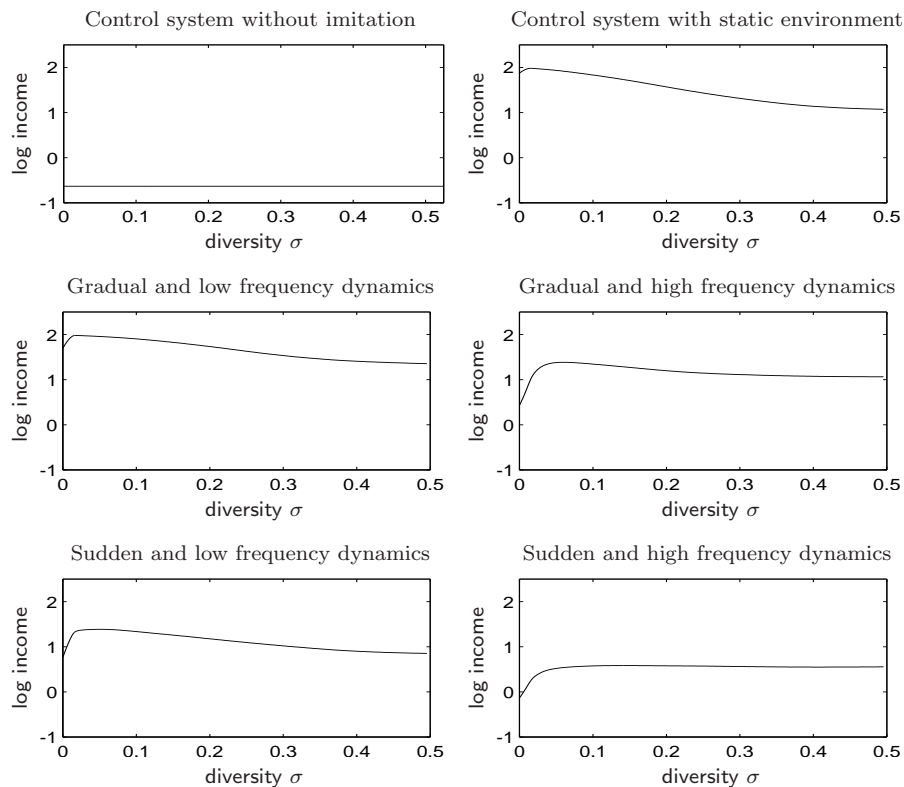 Control system without imitation
log income
2
1
0
-1
0 0.1 0.2 0.3 0.4 0.5
diversity σ
Control system with static environment
log income
2
1
0
-1
0 0.1 0.2 0.3 0.4 0.5
diversity σ
Gradual and low frequency dynamics
log income
2
1
0
-1
0 0.1 0.2 0.3 0.4 0.5
diversity σ
Gradual and high frequency dynamics
log income
2
1
0
-1
0 0.1 0.2 0.3 0.4 0.5
diversity σ
Sudden and low frequency dynamics
log income
2
1
0
-1
0 0.1 0.2 0.3 0.4 0.5
diversity σ
Sudden and high frequency dynamics
log income
2
1
0
-1
0 0.1 0.2 0.3 0.4 0.5
diversity σ